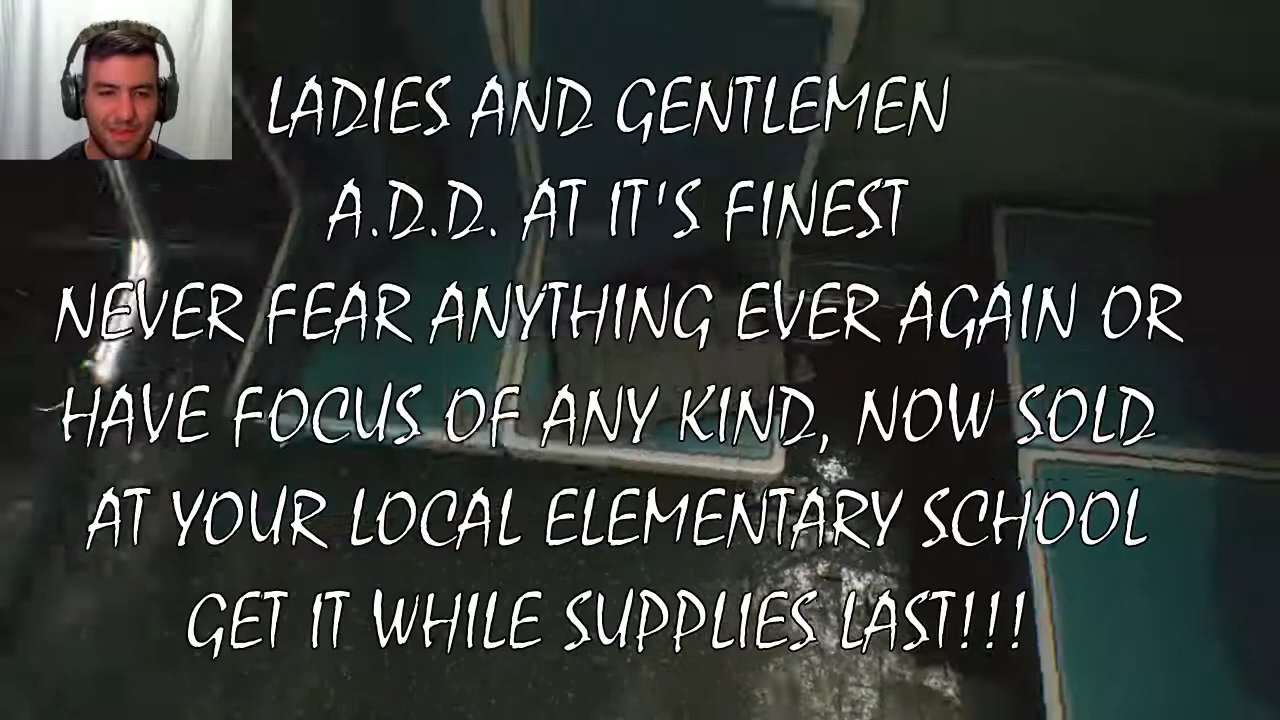 LADIES AND GENTLEMEN
A.D.D. AT IT'S FINEST
NEVER FEAR ANYTHING EVER AGAIN OR
HAVE FOCUS OF ANY KIND, NOW SOLD
AT YOUR LOCAL ELEMENTARY SCHOOL
GET IT WHILE SUPPLIES LAST!!!